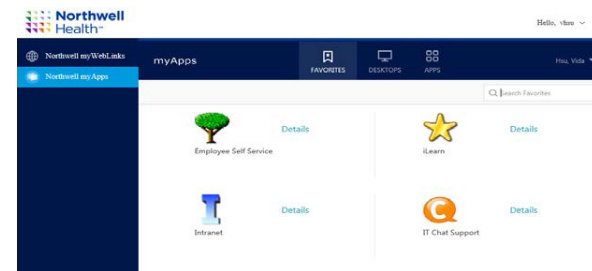 Northwell
Health
Hello, vhsu
Northwell myWebLinks
Northwell myApps
myApps
FAVORITES
DESKTOPS
APPS
Hsu, Vida
Search Favorites
Employee Self Service
Details
iLearn
Details
Intranet
Details
IT Chat Support
Details